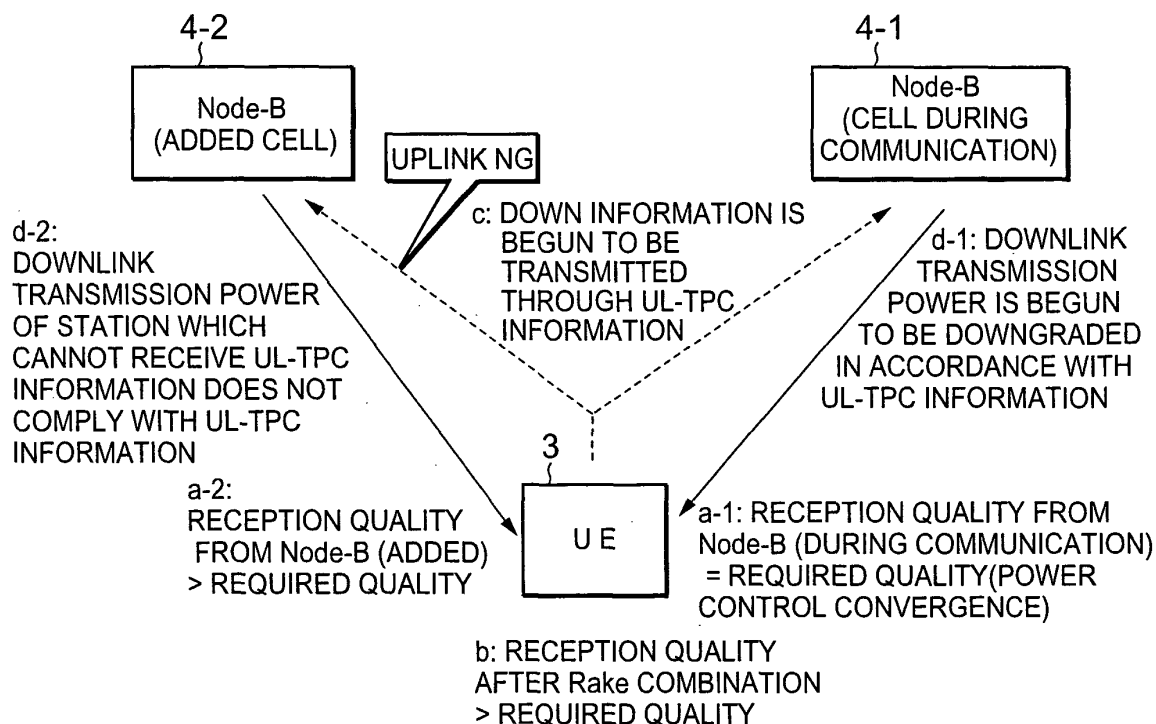 4-2
4-1
Node-B
(ADDED CELL)
Node-B
(CELL DURING
COMMUNICATION)
UPLINK NG
c: DOWN INFORMATION IS
BEGUN TO BE
TRANSMITTED
THROUGH UL-TPC
INFORMATION
d-2:
DOWNLINK
TRANSMISSION POWER
OF STATION WHICH
CANNOT RECEIVE UL-TPC
INFORMATION DOES NOT
COMPLY WITH UL-TPC
INFORMATION
d-1: DOWNLINK
TRANSMISSION
POWER IS BEGUN
TO BE DOWNGRADED
IN ACCORDANCE WITH
UL-TPC INFORMATION
3
UE
a-2:
RECEPTION QUALITY
FROM Node-B (ADDED)
> REQUIRED QUALITY
a-1: RECEPTION QUALITY FROM
Node-B (DURING COMMUNICATION)
= REQUIRED QUALITY(POWER
CONTROL CONVERGENCE)
b: RECEPTION QUALITY
AFTER Rake COMBINATION
> REQUIRED QUALITY